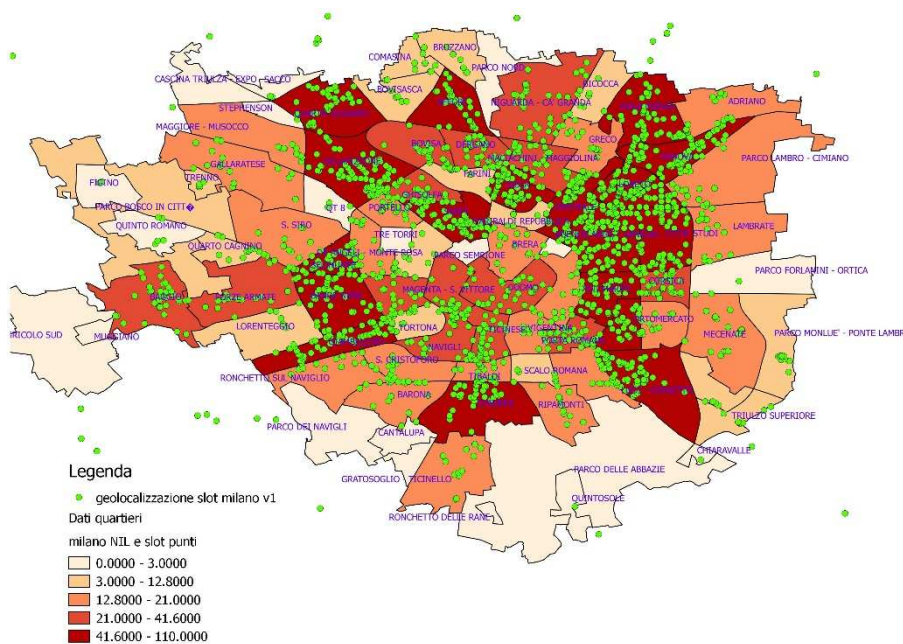 BRUZZANO
COMASINA
PARCO NORD
CASCINA TRIULZA - EXPO - SACCO
BICOCCA
BOVISASCA
STEPHENSON
NIGUARDA - CA' GRANDA
ADRIANO
MAGGIORE - MUSOCCO
GRECO
BOVISA
DERGANO
MACIACHINI - MAGGIOLINA
PARCO LAMBRO - CIMIANO
GALLARATESE
FARINI
TRENNO
FIGINO
QT 8
PORTELLO
PARCO BOSCO IN CITT�
QUINTO ROMANO
S. SIRO
TRE TORRI
BRERA
LAMBRATE
QUARTO CAGNINO
PARCO SEMPIONE
PARCO FORLANINI - ORTICA
BAGGIO
FORZE ARMATE
MAGENTA - S. VITTORE
DUOMO
MUGGIANO
LORENTEGGIO
TORTONA
TICINESE
VIGENTINA
ORTOMERCATO
MECENATE
PARCO MONLUE' - PONTE LAMBR
NAVIGLI
RONCHETTO SUL NAVIGLIO
S. CRISTOFORO
TIBALDI
SCALO ROMANA
BARONA
RIPAMONTI
TRIULZO SUPERIORE
PARCO DEI NAVIGLI
CANTALUPA
CHIARAVALLE
GRATOSOGLIO
TICINELLO
PARCO DELLE ABBAZIE
QUINTOSOLE
RONCHETTO DELLE RANE
Legenda
geolocalizzazione slot milano v1
Dati quartieri
milano NIL e slot punti
0.0000 - 3.0000
3.0000 - 12.8000
12.8000 - 21.0000
21.0000 - 41.6000
41.6000 - 110.0000